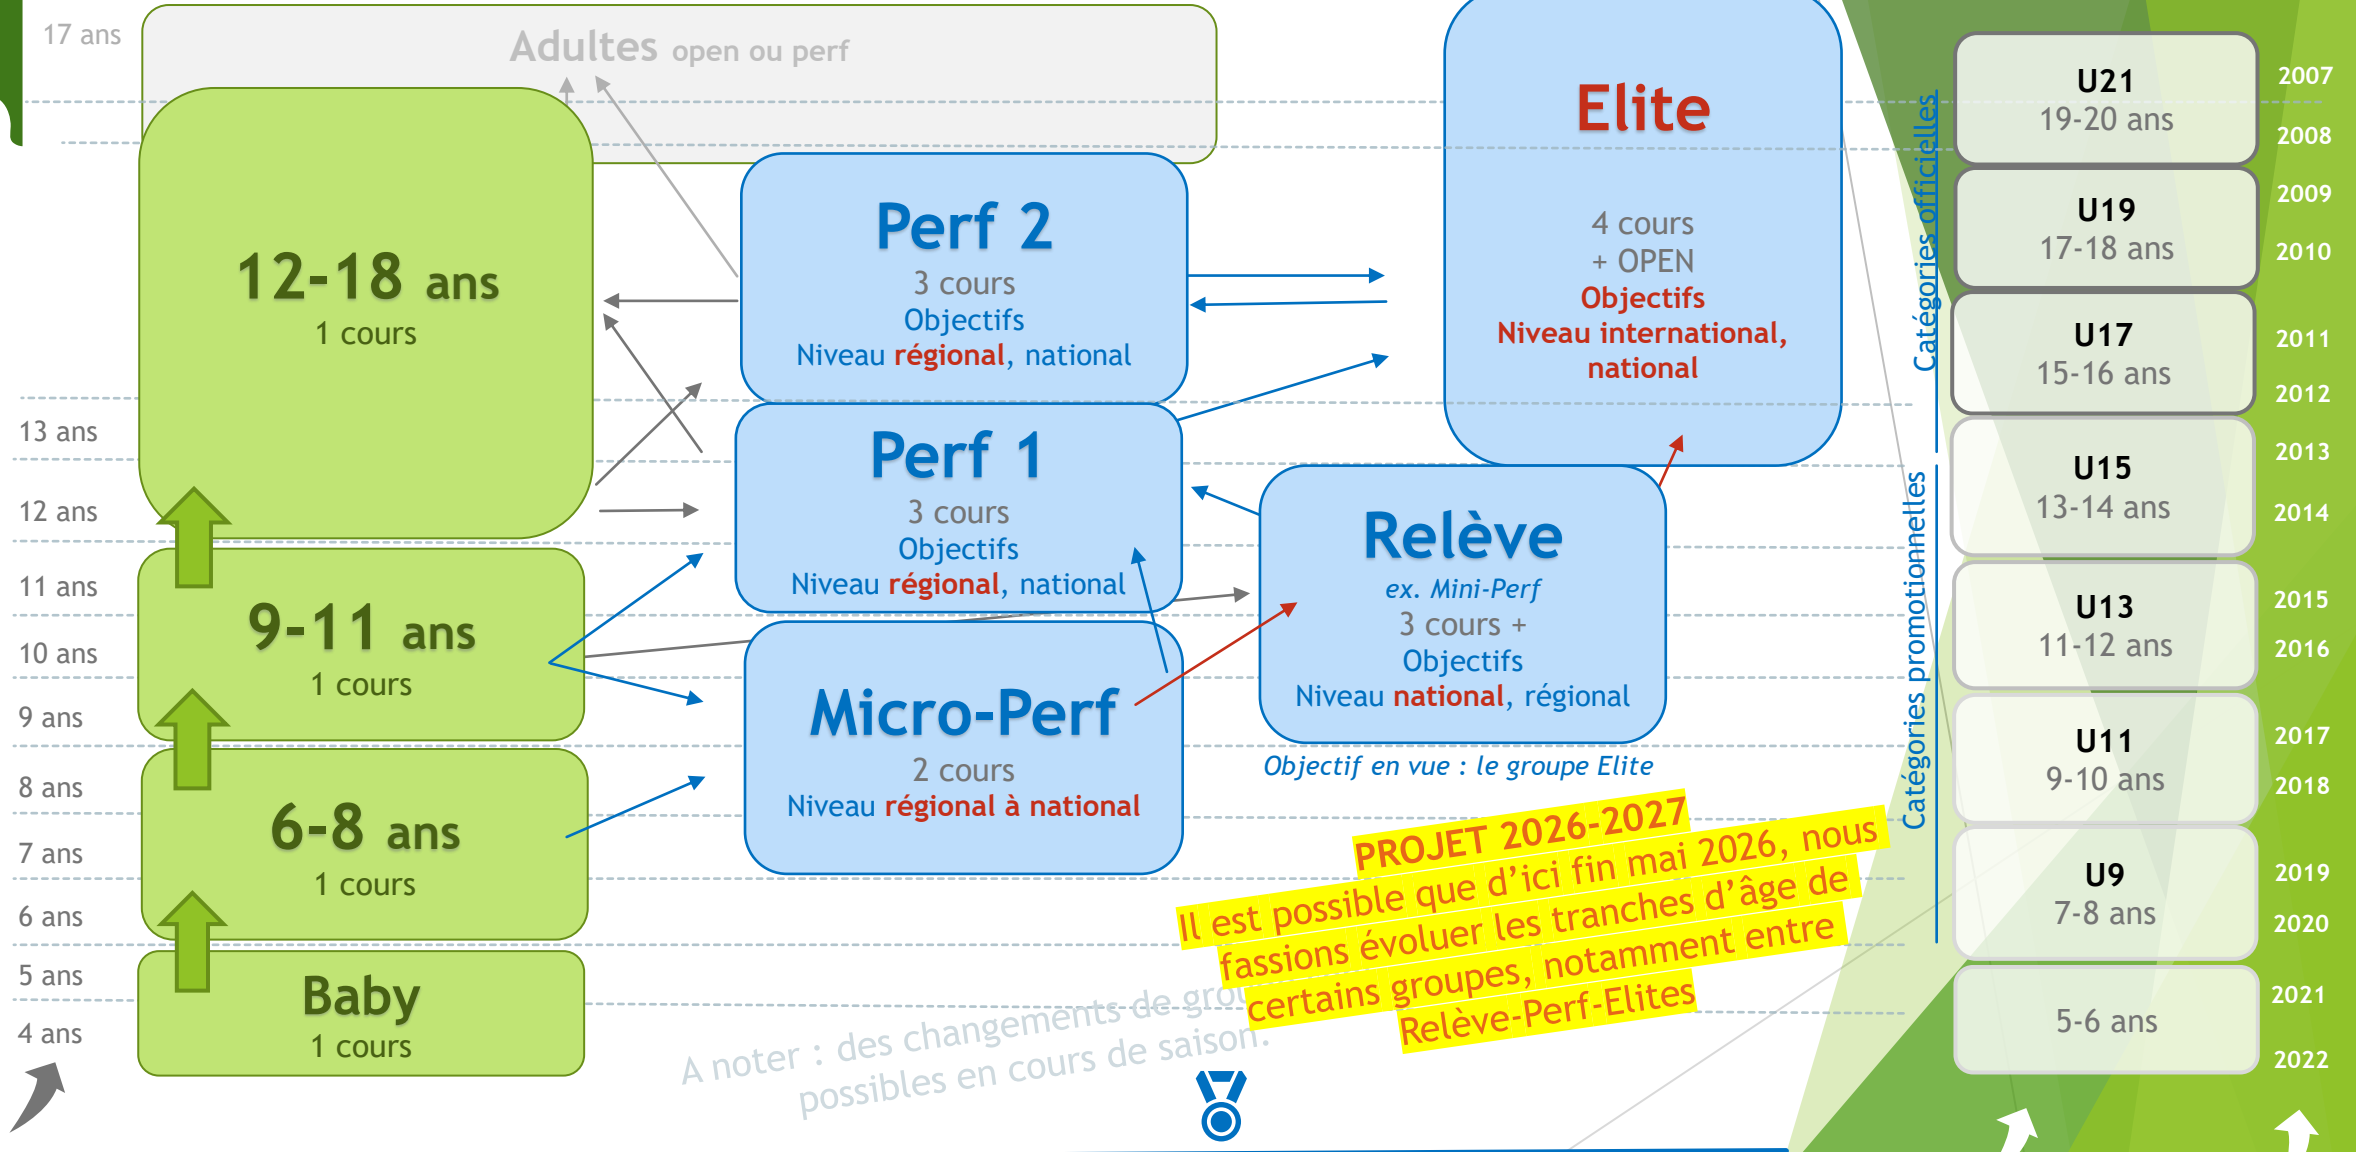 17 ans
13 ans
12 ans
11 ans
10 ans
9 ans
8 ans
7 ans
6 ans
5 ans
4 ans
Adultes open ou perf
12-18 ans
1 cours
9-11 ans
1 cours
6-8 ans
1 cours
Baby
1 cours
Perf 2
3 cours
Objectifs
Niveau régional, national
Perf 1
3 cours
Objectifs
Niveau régional, national
Micro-Perf
2 cours
Niveau régional à national
Elite
4 cours
+ OPEN
Objectifs
Niveau international,
national
Relève
ex. Mini-Perf
3 cours +
Objectifs
Niveau national, régional
Objectif en vue : le groupe Elite
PROJET 2026-2027
Il est possible que d’ici fin mai 2026, nous
fassions évoluer les tranches d’âge de
certains groupes, notamment entre
Relève-Perf-Elites
A noter : des changements de
possibles en cours de saison.
Catégories officielles
Catégories promotionnelles
U21
19-20 ans
U19
17-18 ans
U17
15-16 ans
U15
13-14 ans
U13
11-12 ans
U11
9-10 ans
U9
7-8 ans
5-6 ans
2007
2008
2009
2010
2011
2012
2013
2014
2015
2016
2017
2018
2019
2020
2021
2022